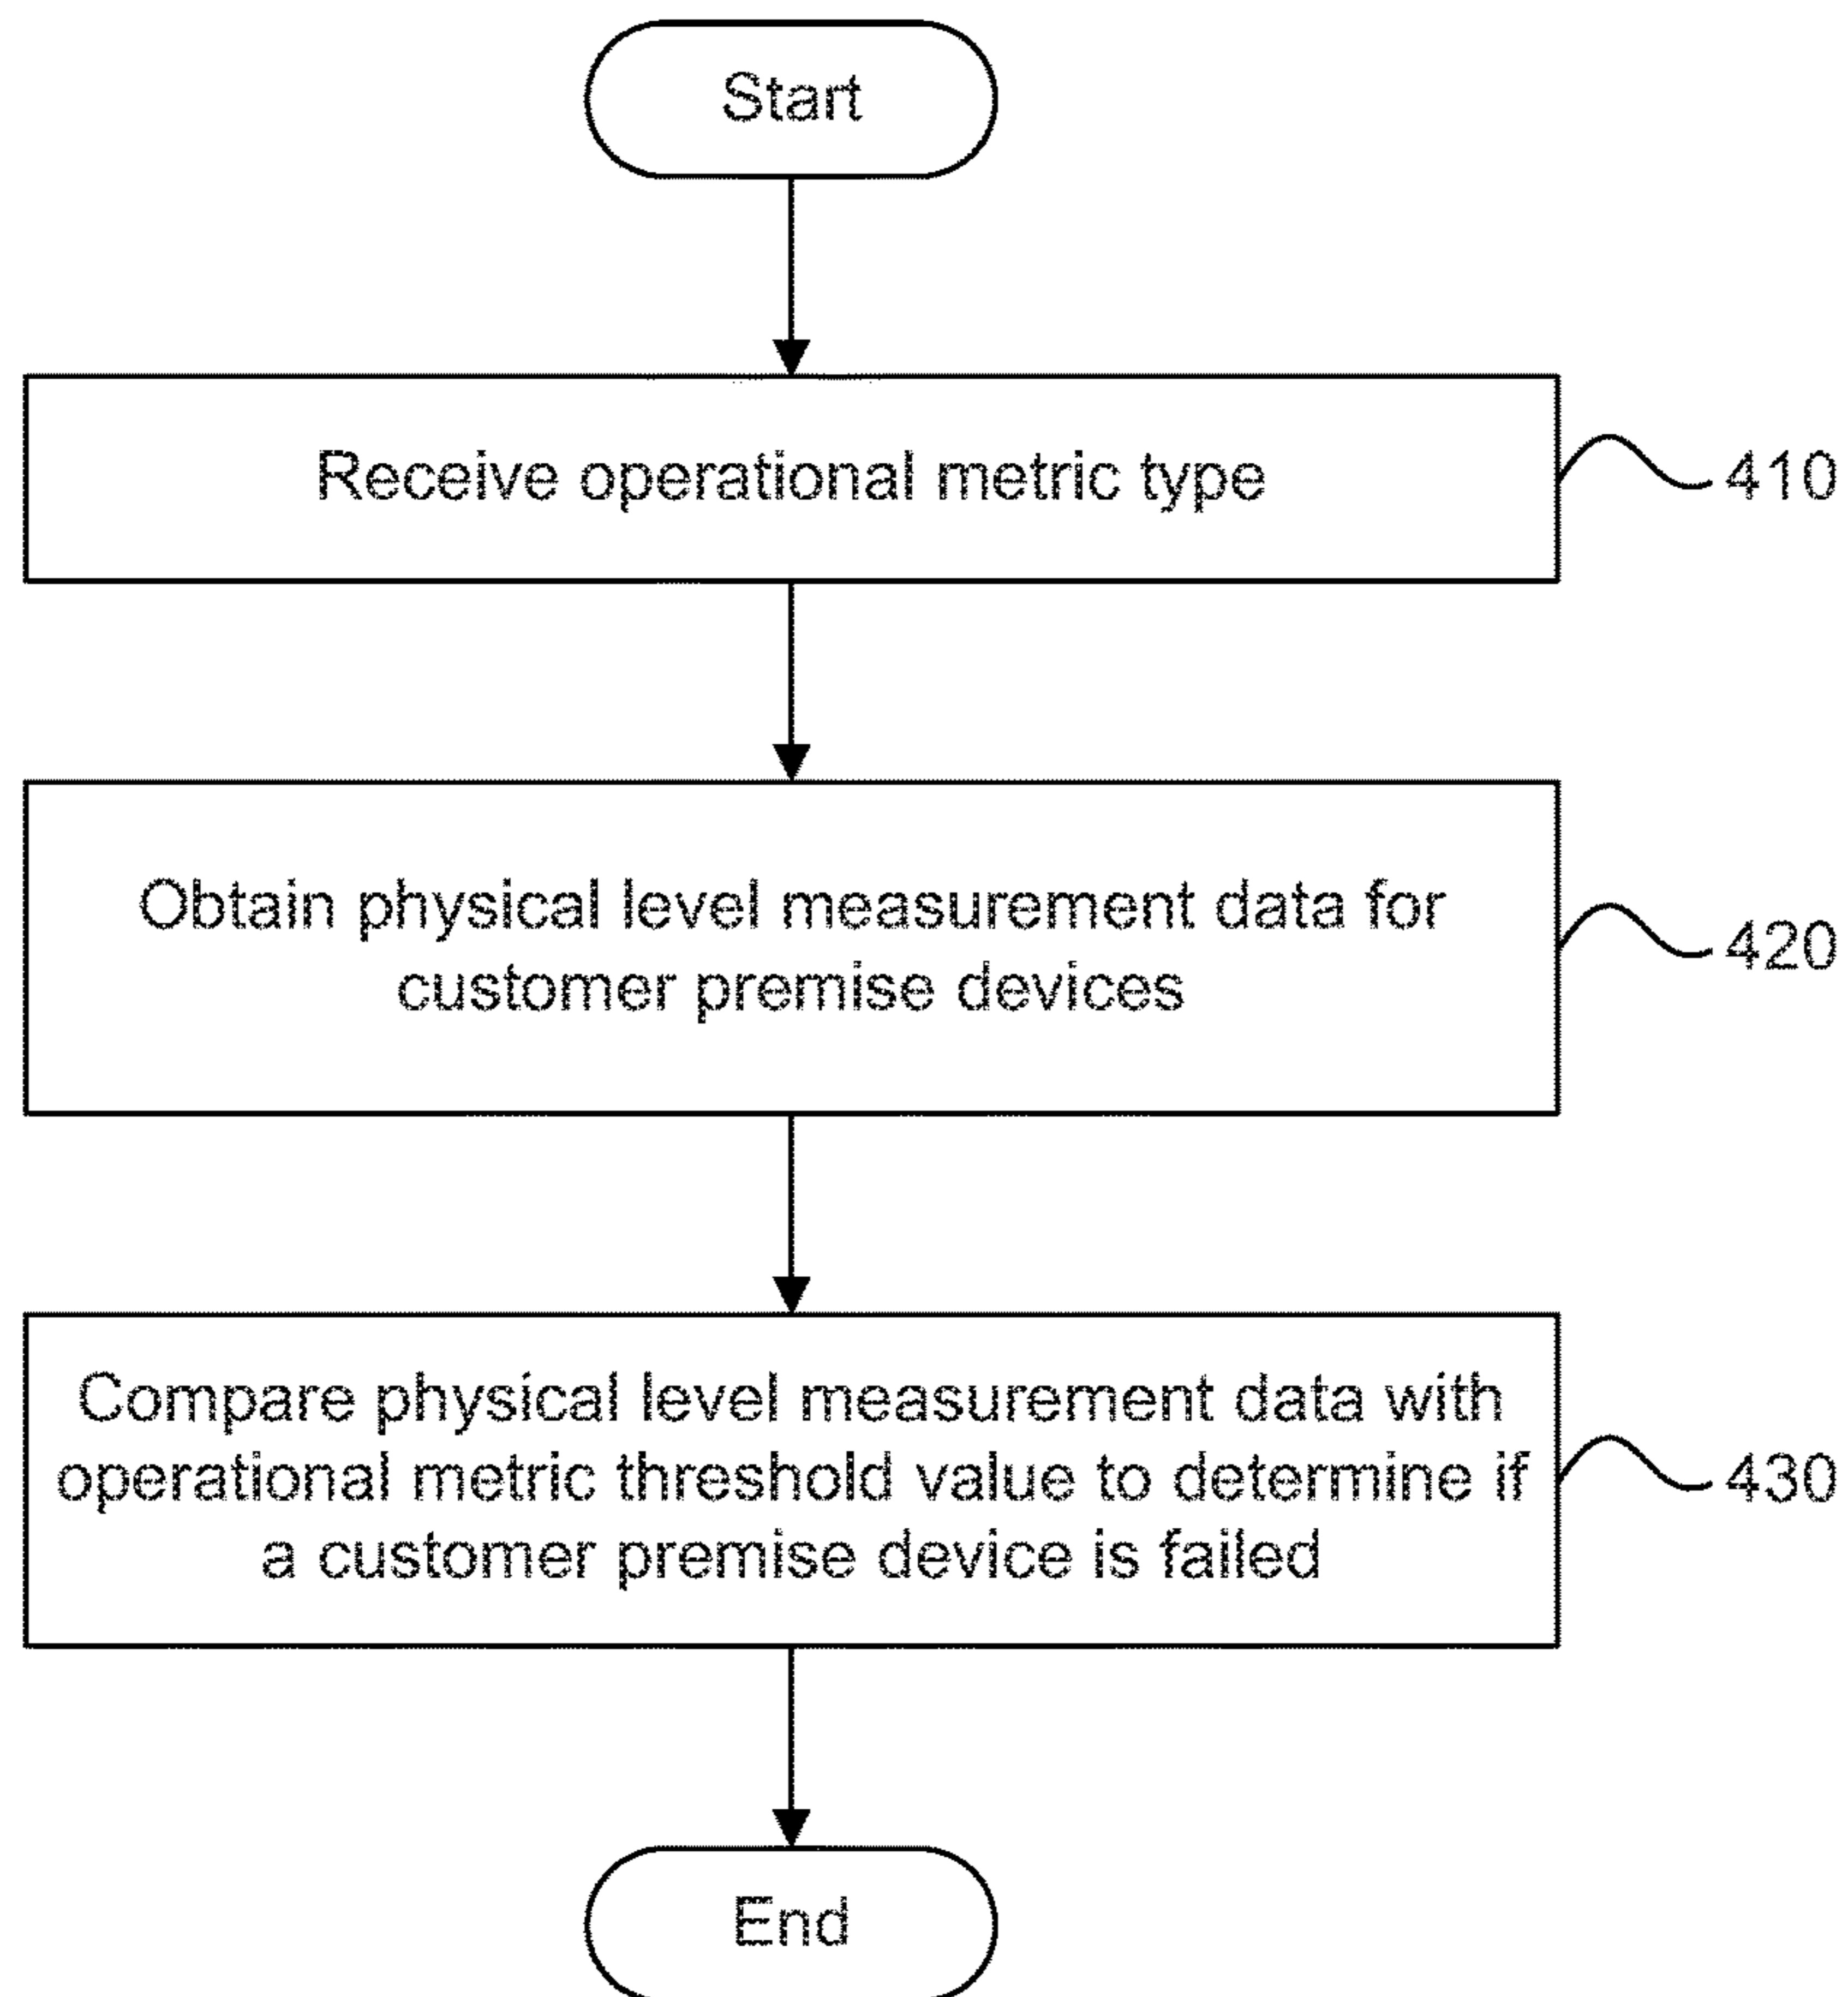 Start
Receive operational metric type
410
Obtain physical level measurement data for
customer premise devices
420
Compare physical level measurement data with
operational metric threshold value to determine if
a customer premise device is failed
430
End